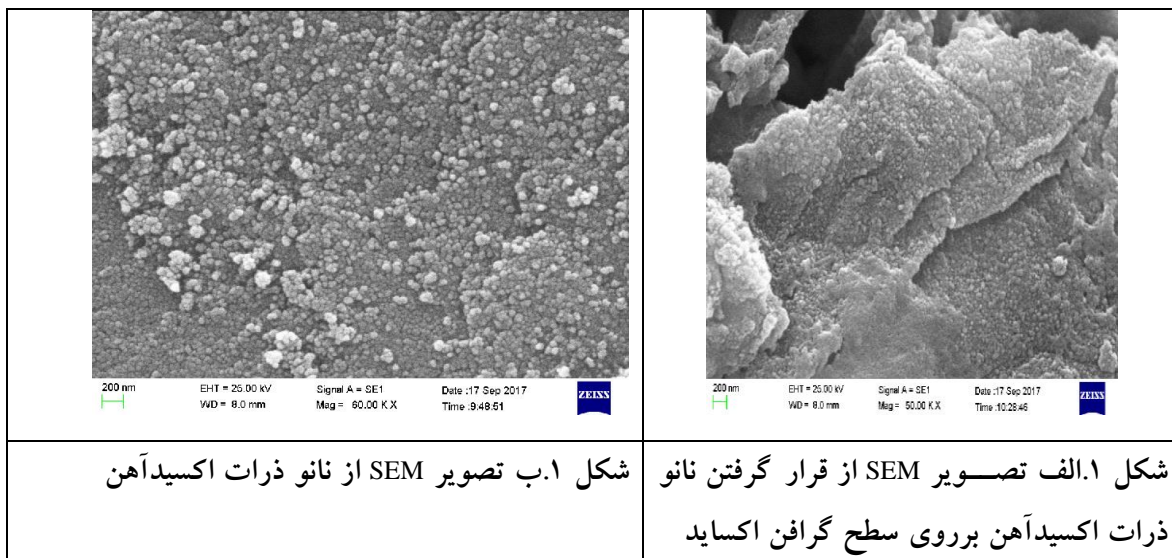 200 nm
EHT = 25.00 kV
Signal A = SE1
Date :17 Sep 2017
WD = 8.0 mm
Mag = 50.00 K X
Time :10:28:46
ZEISS
شکل ۱.الف تصـــویر SEM از قرار گرفتن نانو
ذرات اکسیدآهن برروی سطح گرافن اکساید
200 nm
EHT = 25.00 kV
Signal A = SE1
Date :17 Sep 2017
WD = 8.0 mm
Mag = 60.00 K X
Time :9:48:51
ZEISS
شکل ۱.ب تصویر SEM از نانو ذرات اکسیدآهن